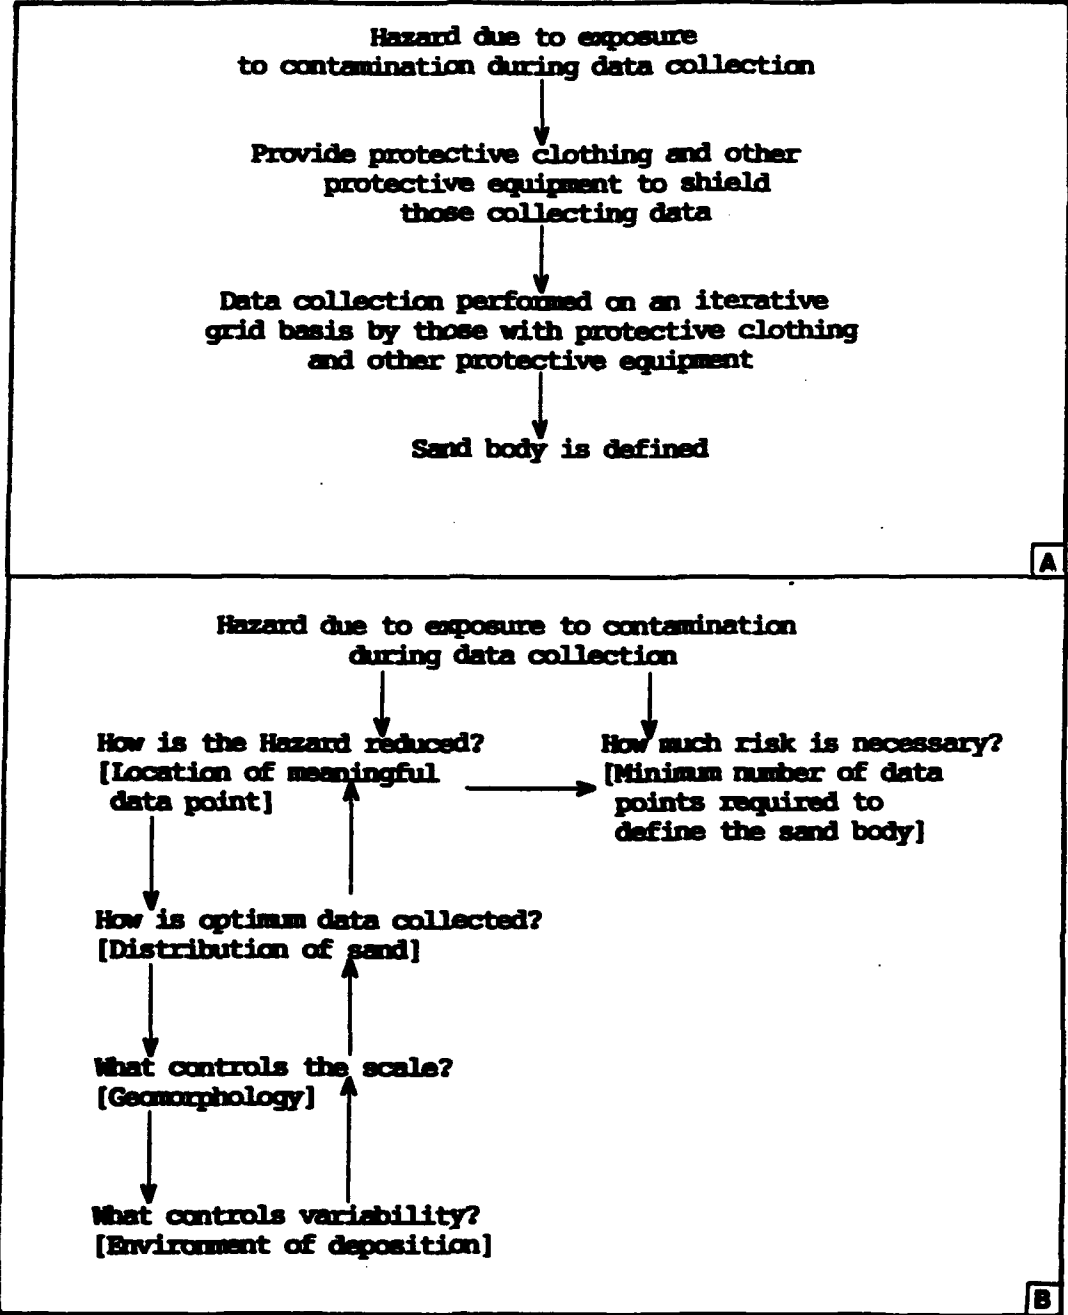 Hazard due to exposure
to contamination during data collection
Provide protective clothing and other
protective equipment to shield
those collecting data
Data collection performed on an iterative
grid basis by those with protective clothing
and other protective equipment
Sand body is defined
A
Hazard due to exposure to contamination
during data collection
How is the Hazard reduced?
[Location of meaningful
data point]
How much risk is necessary?
[Minimum number of data
points required to
define the sand body]
How is optimum data collected?
[Distribution of sand]
What controls the scale?
[Geomorphology]
What controls variability?
[Environment of deposition]
B